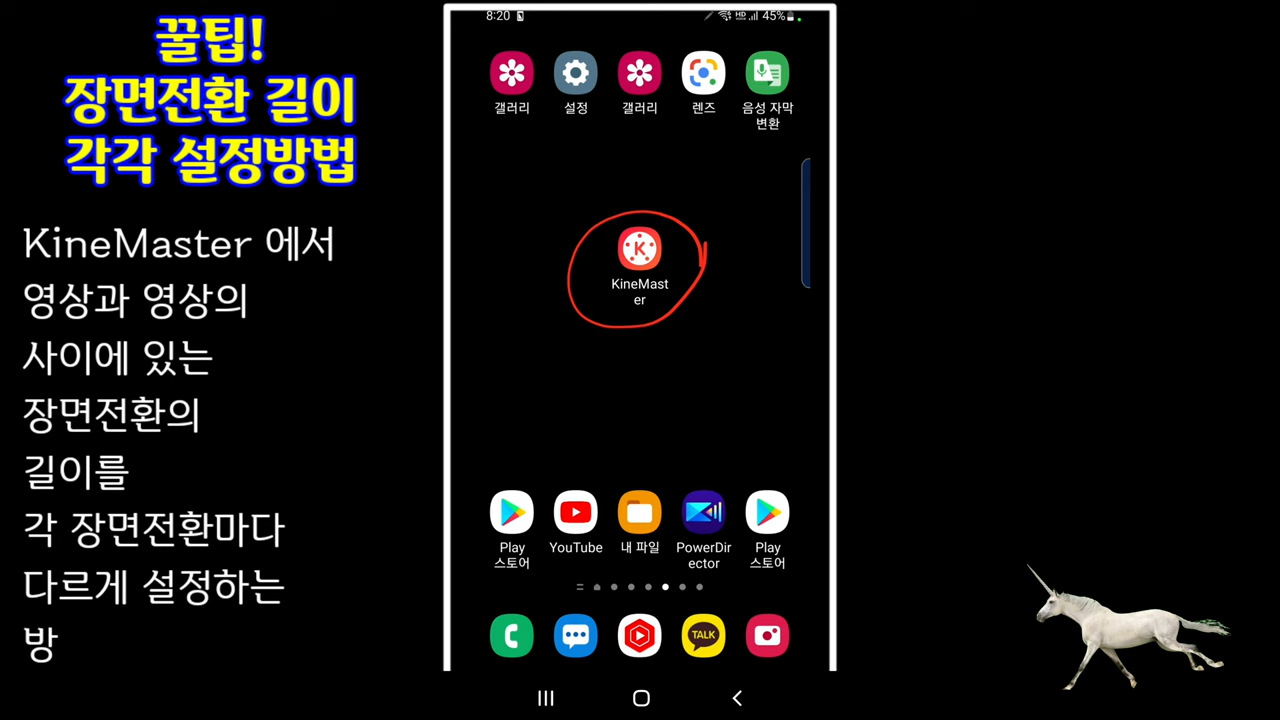 꿀팁!
장면전환 길이
각각 설정방법
KineMaster 에서
영상과 영상의
사이에 있는
장면전환의
길이를
각 장면전환마다
다르게 설정하는
방
8:20
45%
갤러리
설정
갤러리
렌즈
음성 자막
변환
K
KineMast
er
Play
스토어
YouTube
내 파일
PowerDir
ector
Play
스토어
TALK